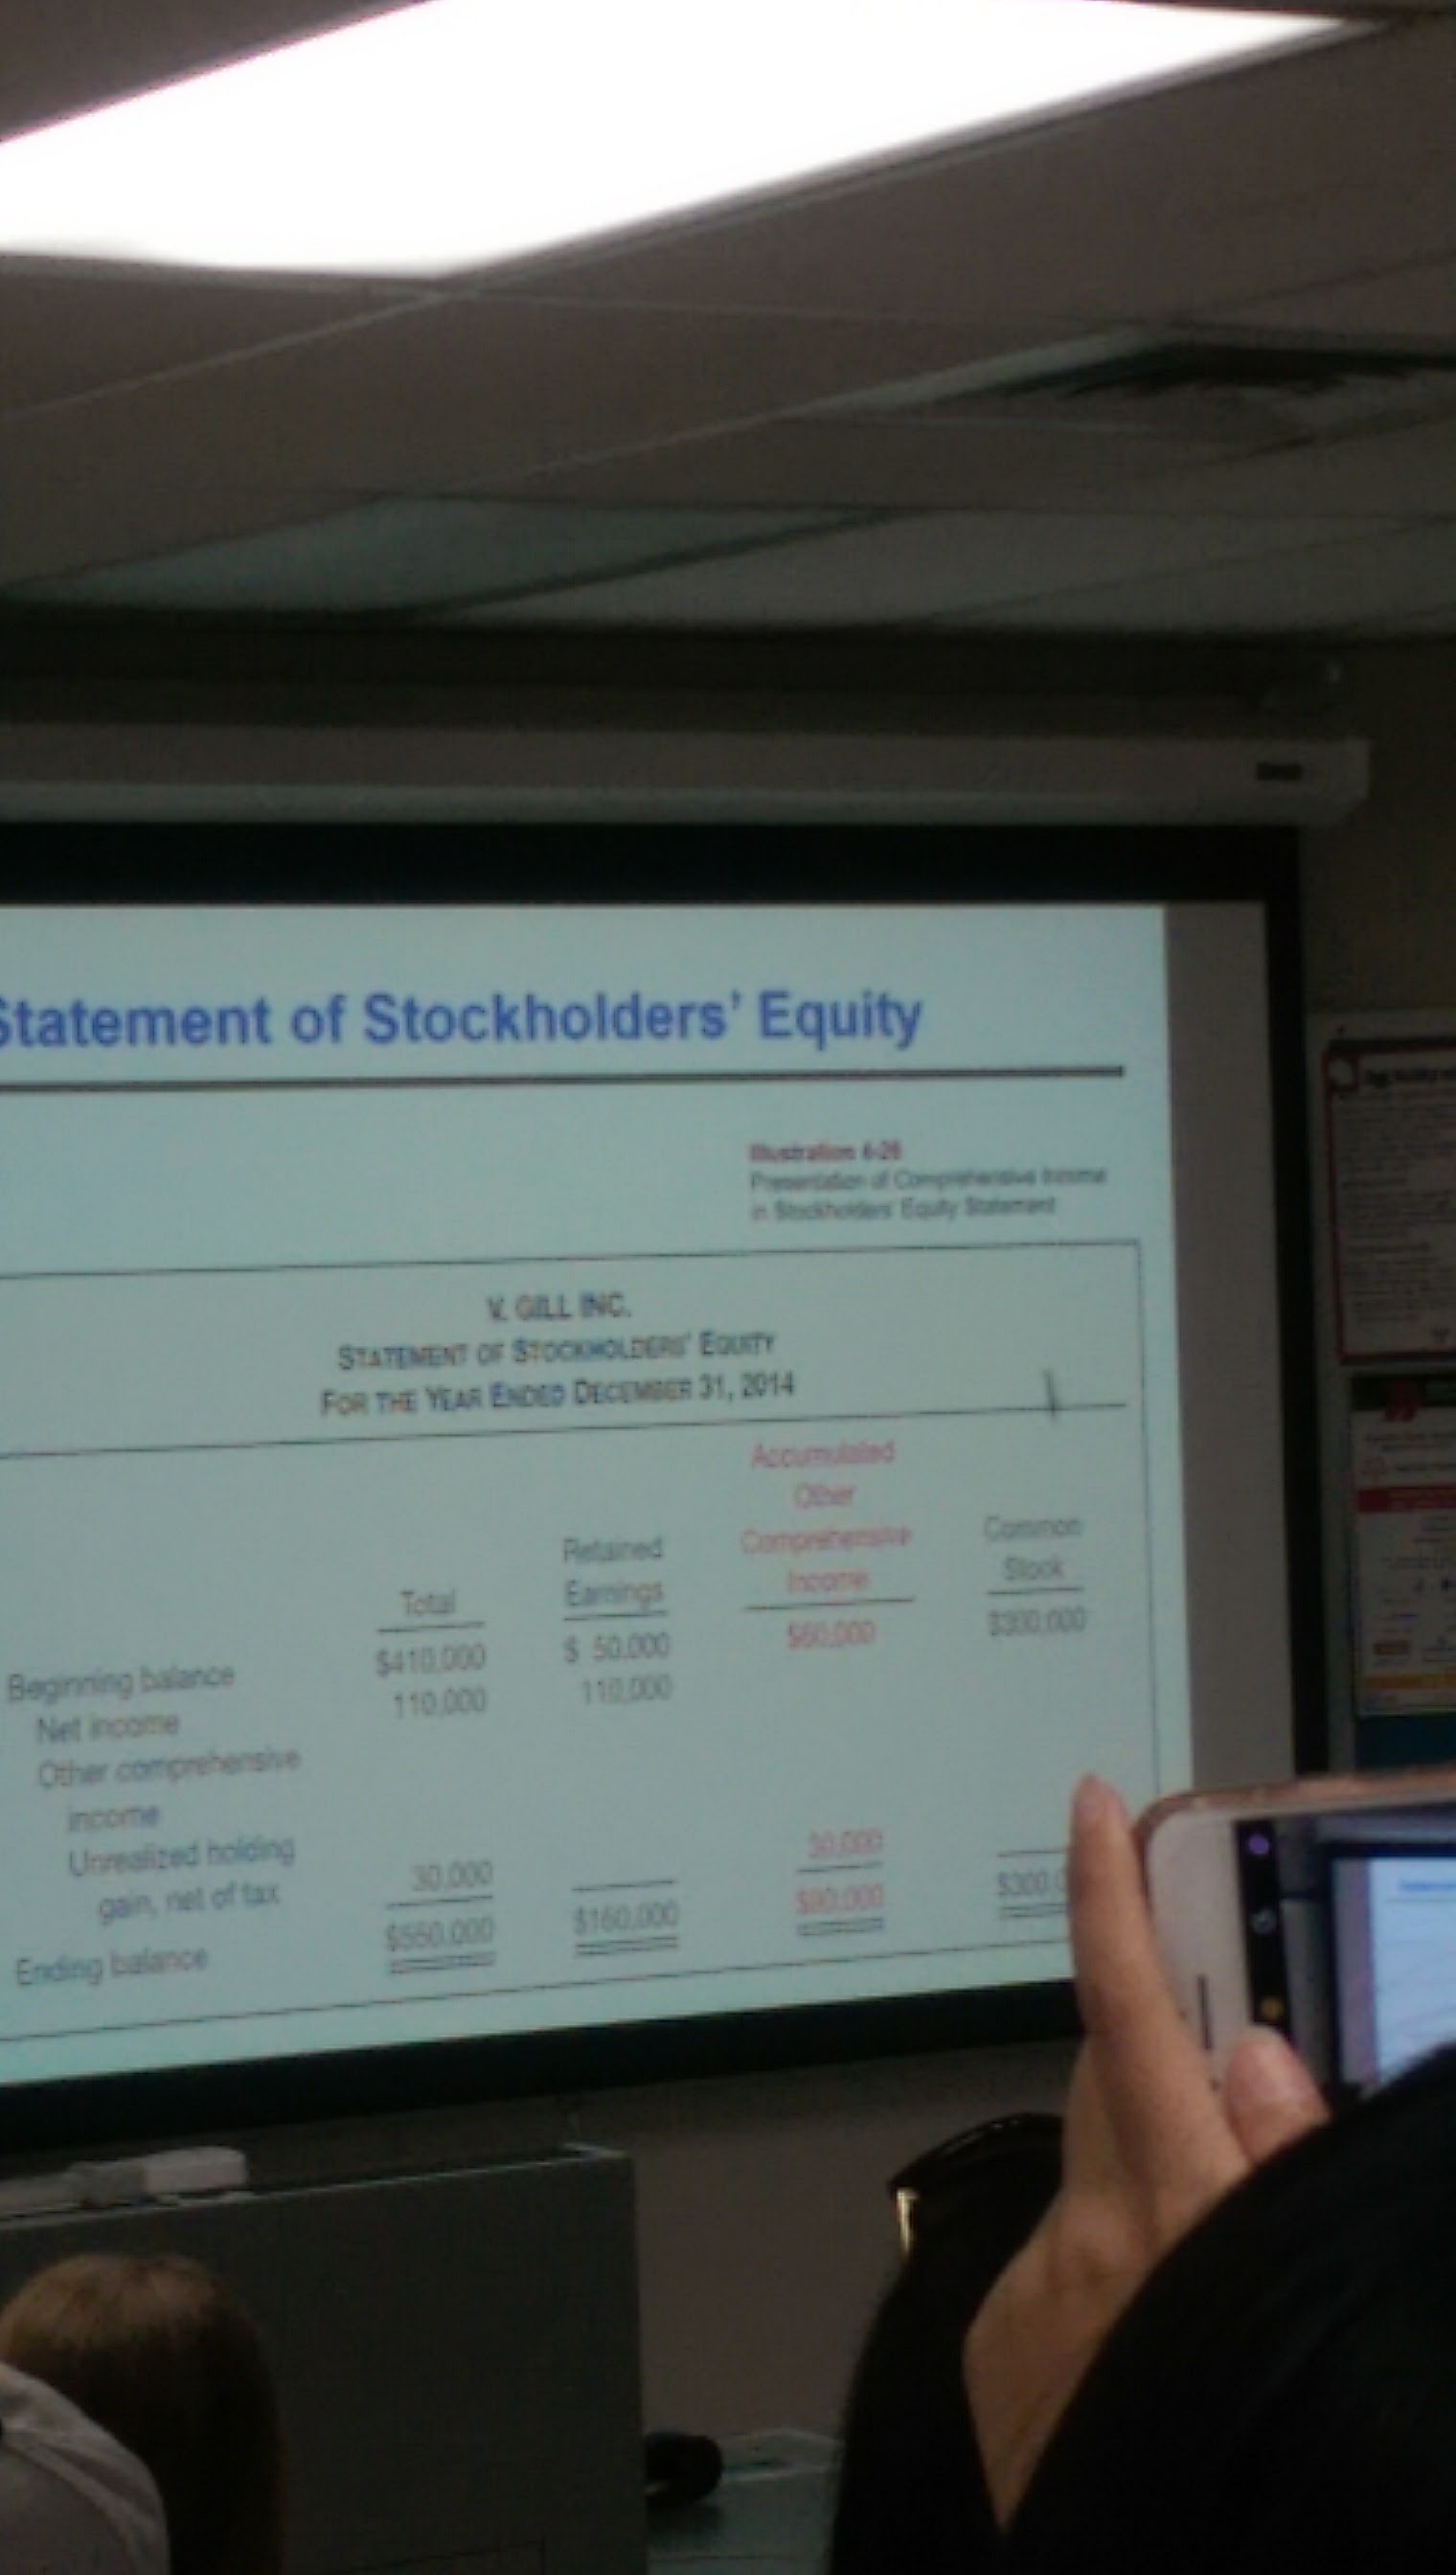 Statement of Stockholders' Equity
Illustration 4-26
Presentation of Comprehensive Income
in Stockholders' Equity Statement
V. GILL INC.
STATEMENT OF STOCKHOLDERS' EQUITY
FOR THE YEAR ENDED DECEMBER 31, 2014
Total Retained Earnings Accumulated Other Comprehensive Income Common Stock
Beginning balance $410,000 $ 50,000 $60,000 $300,000
Net income 110,000 110,000
Other comprehensive
income
Unrealized holding
gain, net of tax 30,000 30,000
Ending balance $550,000 $160,000 $90,000 $300,0